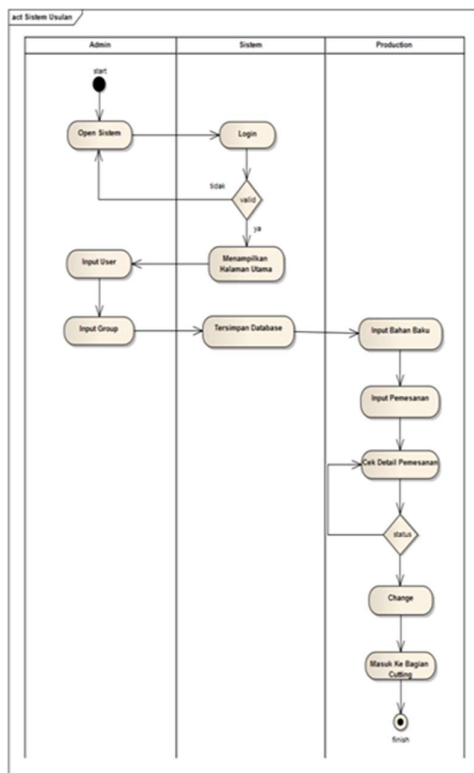 act Sistem Usulan
Admin
Sistem
Production
start
Open Sistem
Login
tidak
valid
ya
Menampilkan
Halaman Utama
Input User
Input Group
Tersimpan Database
Input Bahan Baku
Input Pemesanan
Cek Detail Pemesanan
status
Change
Masuk Ke Bagian
Cutting
finish